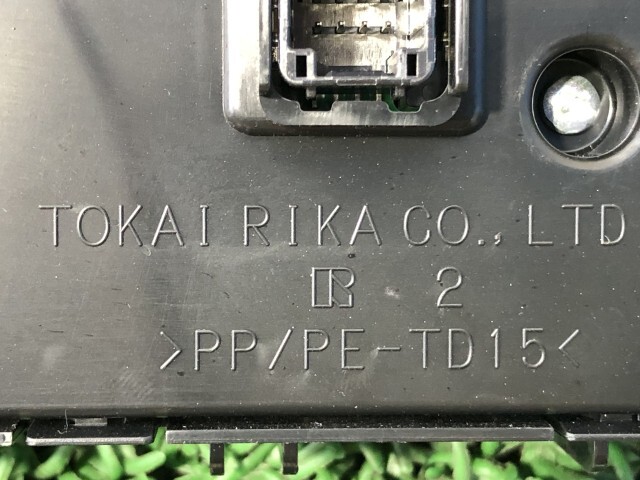 TOKAI RIKA CO., LTD
R 2
>PP/PE-TD15<